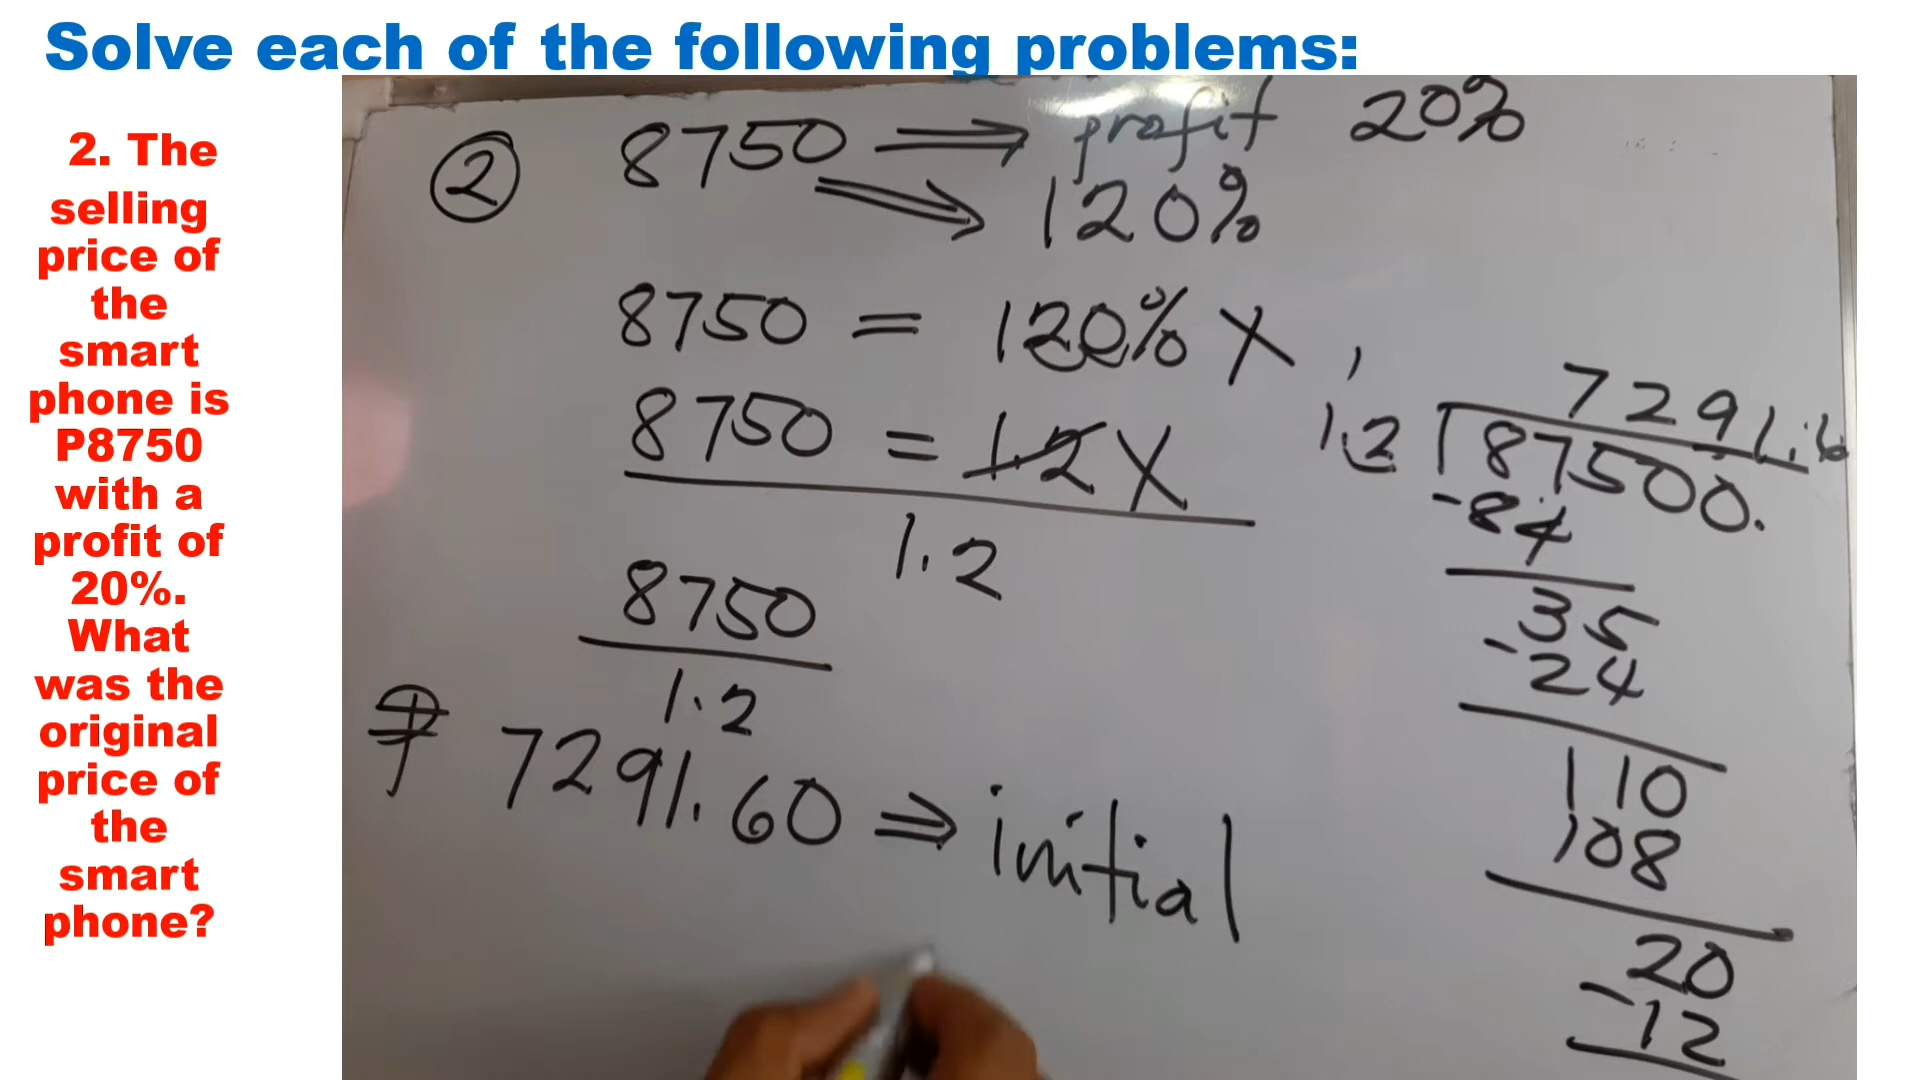 Solve each of the following problems:
2. The
selling
price of
the
smart
phone is
P8750
with a
profit of
20%.
What
was the
original
price of
the
smart
phone?
2 8750 ⇒ profit 20%
⇒ 120%
8750 = 120% X
8750 = 1.2 X
1.2
8750
1.2
₱ 7291.60 ⇒ initial
7291.6
1.2 87500.
-84
35
-24
110
108
20
-12